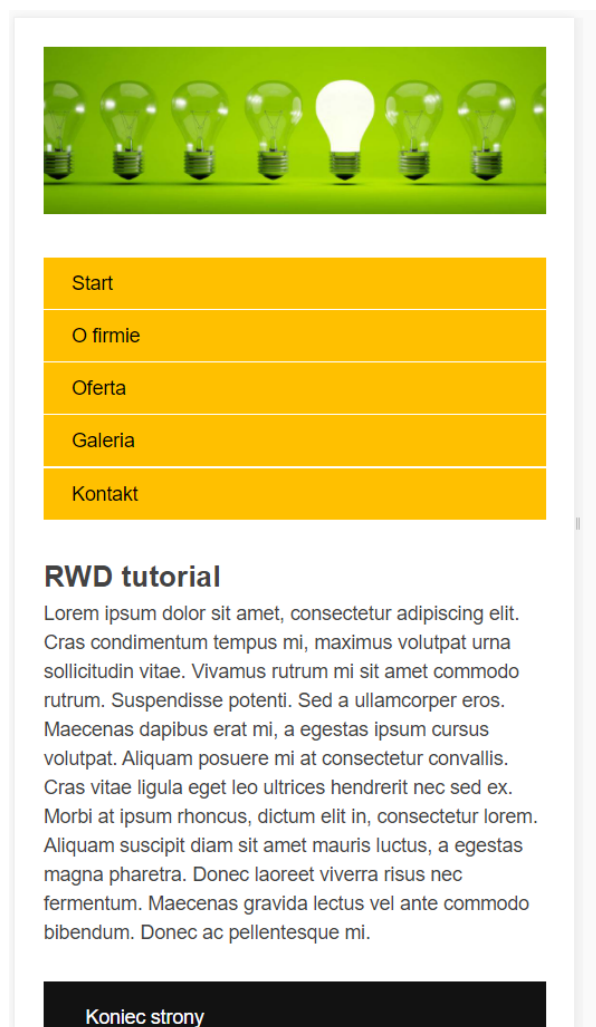 Start
O firmie
Oferta
Galeria
Kontakt
RWD tutorial
Lorem ipsum dolor sit amet, consectetur adipiscing elit.
Cras condimentum tempus mi, maximus volutpat urna
sollicitudin vitae. Vivamus rutrum mi sit amet commodo
rutrum. Suspendisse potenti. Sed a ullamcorper eros.
Maecenas dapibus erat mi, a egestas ipsum cursus
volutpat. Aliquam posuere mi at consectetur convallis.
Cras vitae ligula eget leo ultrices hendrerit nec sed ex.
Morbi at ipsum rhoncus, dictum elit in, consectetur lorem.
Aliquam suscipit diam sit amet mauris luctus, a egestas
magna pharetra. Donec laoreet viverra risus nec
fermentum. Maecenas gravida lectus vel ante commodo
bibendum. Donec ac pellentesque mi.
Koniec strony